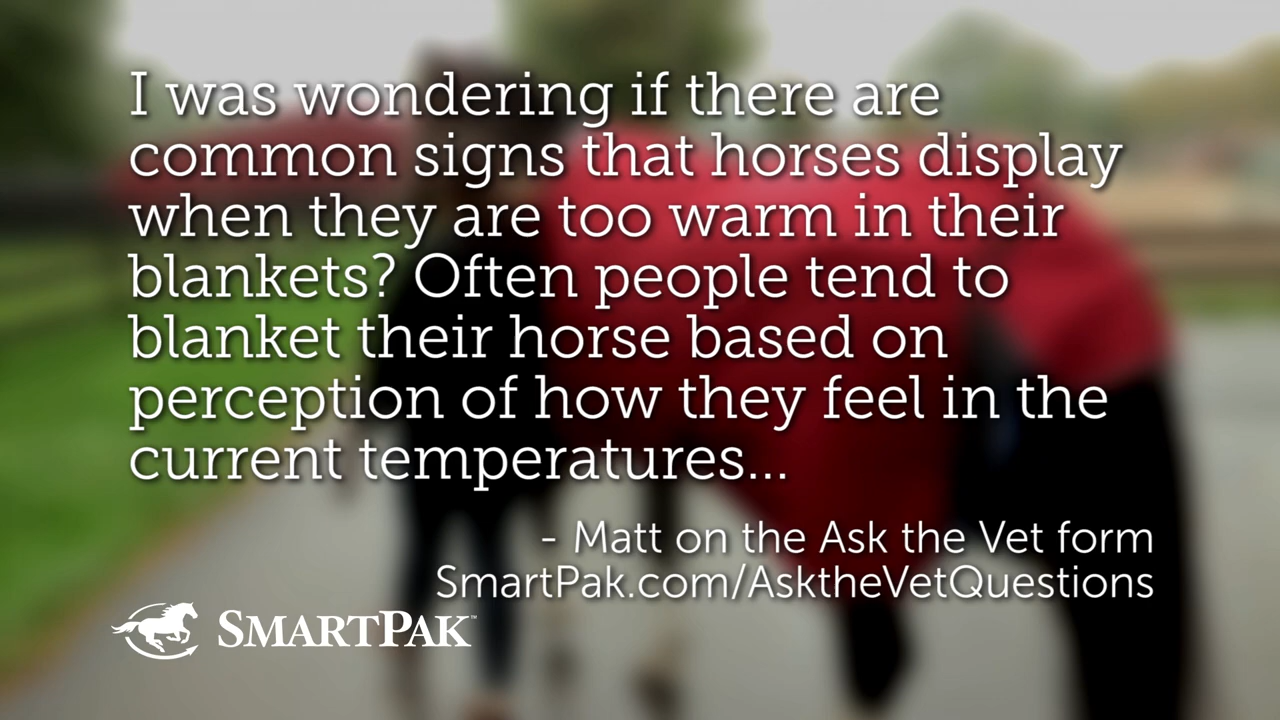 I was wondering if there are
common signs that horses display
when they are too warm in their
blankets? Often people tend to
blanket their horse based on
perception of how they feel in the
current temperatures...
- Matt on the Ask the Vet form
SmartPak.com/AsktheVetQuestions
SMARTPAK™